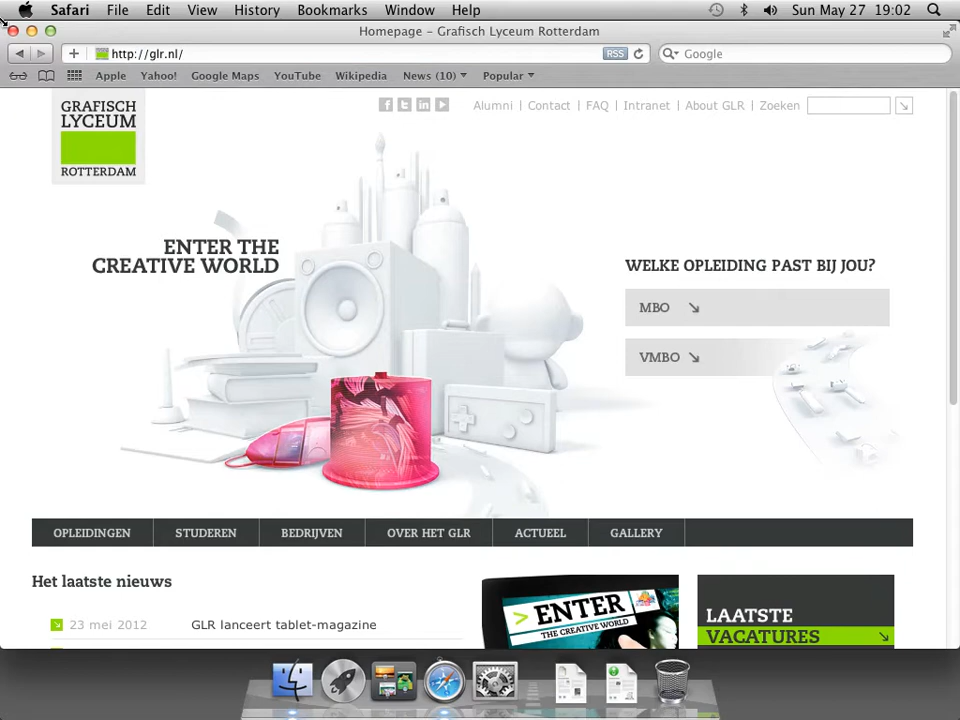 Safari File Edit View History Bookmarks Window Help Sun May 27 19:02
Homepage – Grafisch Lyceum Rotterdam
http://glr.nl/ RSS Google
Apple Yahoo! Google Maps YouTube Wikipedia News (10) Popular
GRAFISCH
LYCEUM
ROTTERDAM
Alumni | Contact | FAQ | Intranet | About GLR | Zoeken
ENTER THE
CREATIVE WORLD
WELKE OPLEIDING PAST BIJ JOU?
MBO
VMBO
OPLEIDINGEN STUDEREN BEDRIJVEN OVER HET GLR ACTUEEL GALLERY
Het laatste nieuws
23 mei 2012 GLR lanceert tablet-magazine
> ENTER
THE CREATIVE WORLD
LAATSTE
VACATURES